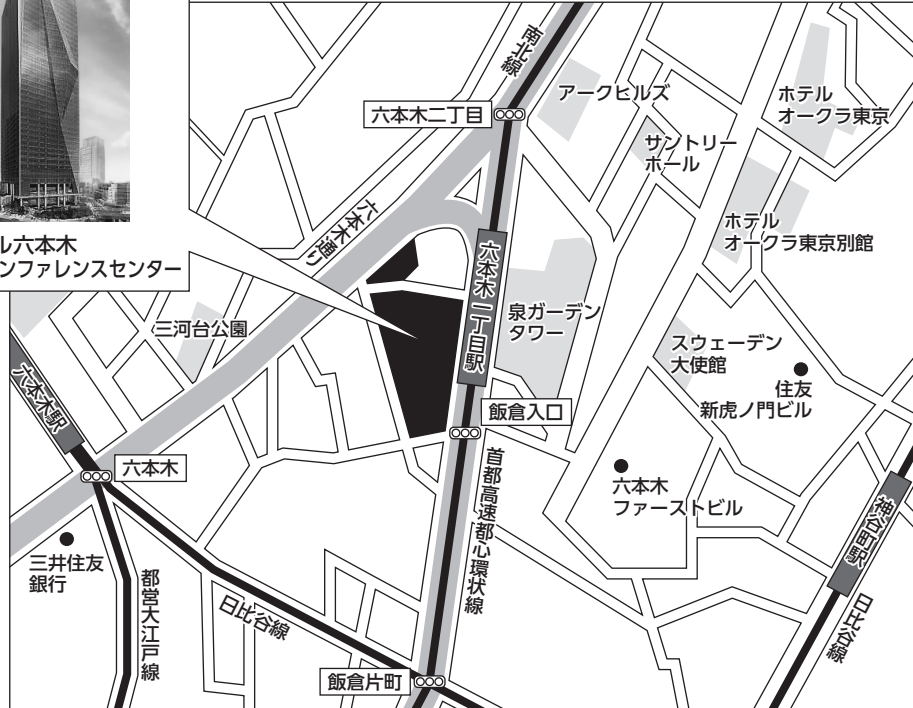 南北線
アークヒルズ
ホテル
オークラ東京
六本木二丁目
サントリー
ホール
六本木通り
ホテル
オークラ東京別館
ル六本木
ンファレンスセンター
六本木一丁目駅
泉ガーデン
タワー
三河台公園
スウェーデン
大使館
住友
新虎ノ門ビル
六本木駅
飯倉入口
六本木
首都高速都心環状線
六本木
ファーストビル
神谷町駅
三井住友
銀行
都営大江戸線
日比谷線
日比谷線
飯倉片町